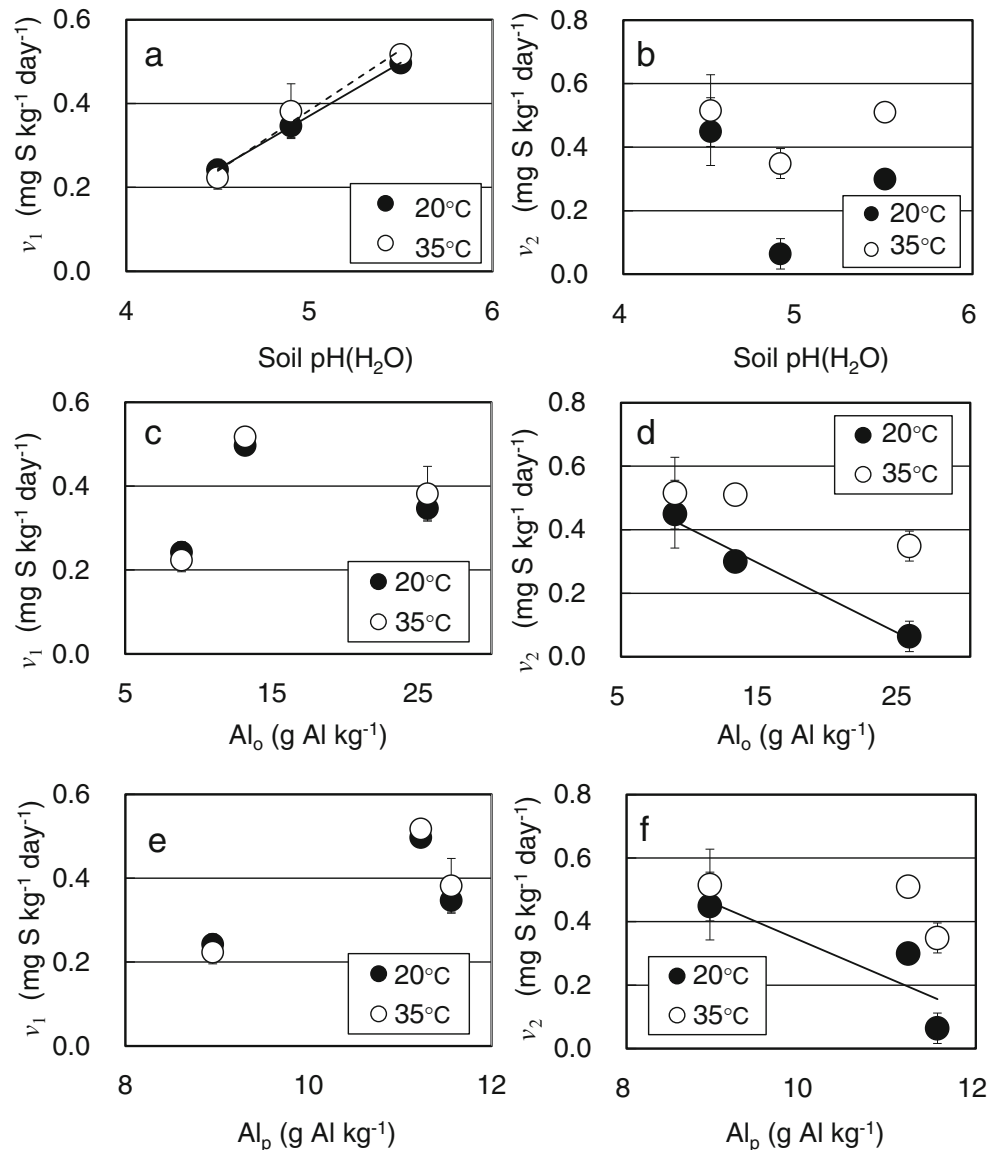 a
0.6
0.4
0.2
0.0
v₁ (mg S kg⁻¹ day⁻¹)
20°C
35°C
4
5
6
Soil pH(H₂O)
b
0.8
0.6
0.4
0.2
0.0
v₂ (mg S kg⁻¹ day⁻¹)
20°C
35°C
4
5
6
Soil pH(H₂O)
c
0.6
0.4
0.2
0.0
v₁ (mg S kg⁻¹ day⁻¹)
20°C
35°C
5
15
25
Alₒ (g Al kg⁻¹)
d
0.8
0.6
0.4
0.2
0.0
v₂ (mg S kg⁻¹ day⁻¹)
20°C
35°C
5
15
25
Alₒ (g Al kg⁻¹)
e
0.6
0.4
0.2
0.0
v₁ (mg S kg⁻¹ day⁻¹)
20°C
35°C
8
10
12
Alₚ (g Al kg⁻¹)
f
0.8
0.6
0.4
0.2
0.0
v₂ (mg S kg⁻¹ day⁻¹)
20°C
35°C
8
10
12
Alₚ (g Al kg⁻¹)